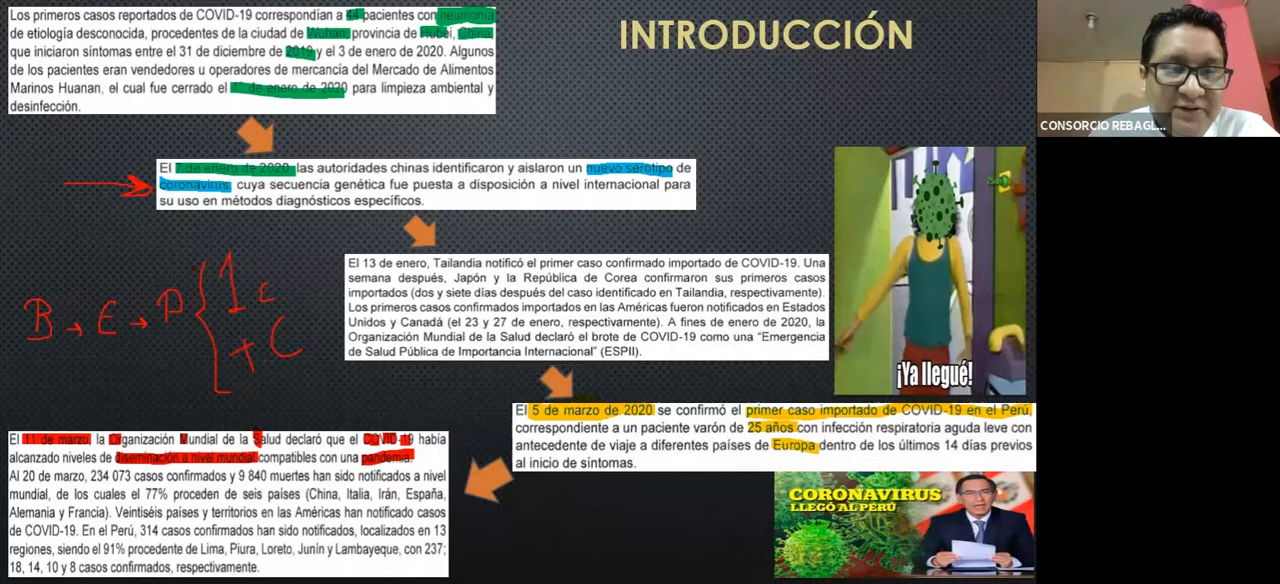 Los primeros casos reportados de COVID-19 correspondían a 44 pacientes con neumonía
de etiología desconocida, procedentes de la ciudad de Wuhan, provincia de Hubei, China,
que iniciaron síntomas entre el 31 de diciembre de 2019 y el 3 de enero de 2020. Algunos
de los pacientes eran vendedores u operadores de mercancía del Mercado de Alimentos
Marinos Huanan, el cual fue cerrado el de enero de 2020 para limpieza ambiental y
desinfección.
INTRODUCCIÓN
CONSORCIO REBAGL...
El 7 de enero de 2020, las autoridades chinas identificaron y aislaron un nuevo serotipo de
coronavirus, cuya secuencia genética fue puesta a disposición a nivel internacional para
su uso en métodos diagnósticos específicos.
B → E → D { 1 c
+ C
El 13 de enero, Tailandia notificó el primer caso confirmado importado de COVID-19. Una
semana después, Japón y la República de Corea confirmaron sus primeros casos
importados (dos y siete días después del caso identificado en Tailandia, respectivamente).
Los primeros casos confirmados importados en las Américas fueron notificados en Estados
Unidos y Canadá (el 23 y 27 de enero, respectivamente). A fines de enero de 2020, la
Organización Mundial de la Salud declaró el brote de COVID-19 como una "Emergencia
de Salud Pública de Importancia Internacional" (ESPII).
¡Ya llegué!
El 5 de marzo de 2020 se confirmó el primer caso importado de COVID-19 en el Perú,
correspondiente a un paciente varón de 25 años con infección respiratoria aguda leve con
antecedente de viaje a diferentes países de Europa dentro de los últimos 14 días previos
al inicio de síntomas.
El 11 de marzo, la Organización Mundial de la Salud declaró que el COVID-19 había
alcanzado niveles de diseminación a nivel mundial compatibles con una pandemia.
Al 20 de marzo, 234 073 casos confirmados y 9 840 muertes han sido notificados a nivel
mundial, de los cuales el 77% proceden de seis países (China, Italia, Irán, España,
Alemania y Francia). Veintiséis países y territorios en las Américas han notificado casos
de COVID-19. En el Perú, 314 casos confirmados han sido notificados, localizados en 13
regiones, siendo el 91% procedente de Lima, Piura, Loreto, Junín y Lambayeque, con 237;
18, 14, 10 y 8 casos confirmados, respectivamente.
CORONAVIRUS
LLEGÓ AL PERÚ